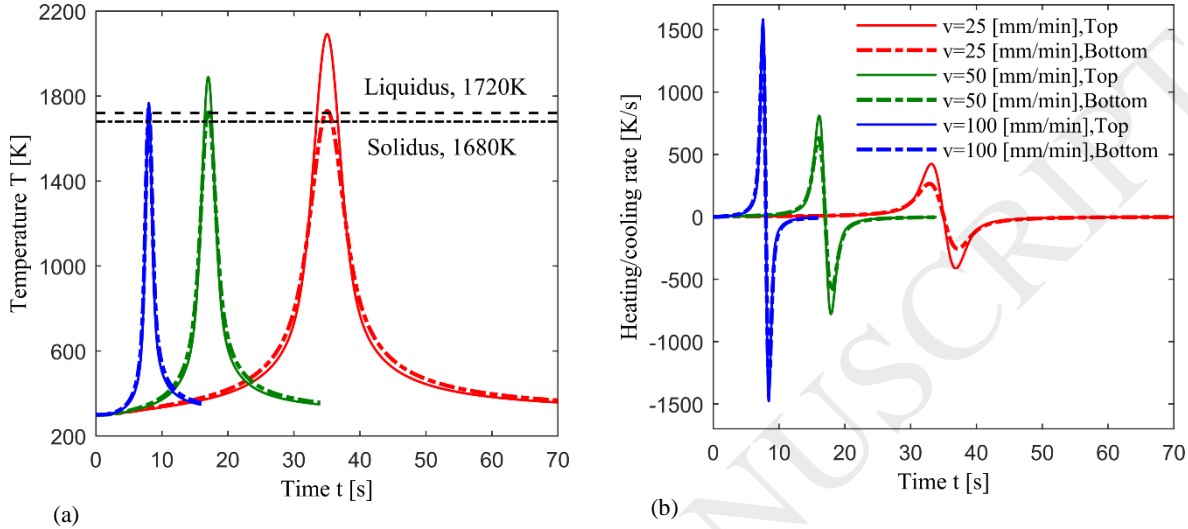 2200
1800
1400
1000
600
200
Temperature T [K]
Liquidus, 1720K
Solidus, 1680K
0 10 20 30 40 50 60 70
Time t [s]
(a)
1500
1000
500
0
-500
-1000
-1500
Heating/cooling rate [K/s]
v=25 [mm/min],Top
v=25 [mm/min],Bottom
v=50 [mm/min],Top
v=50 [mm/min],Bottom
v=100 [mm/min],Top
v=100 [mm/min],Bottom
0 10 20 30 40 50 60 70
Time t [s]
(b)
NUSCRIPT